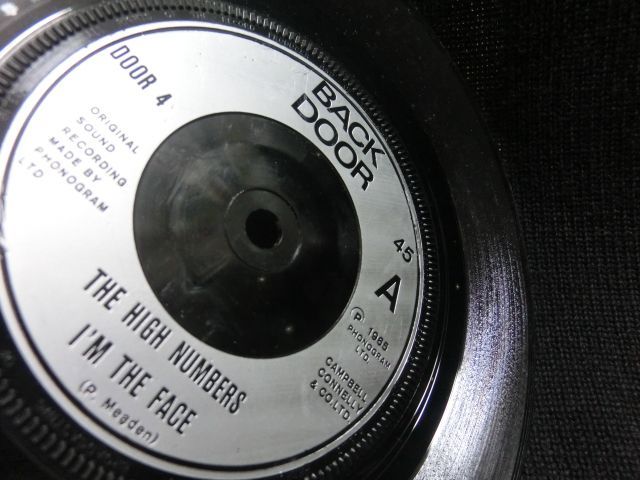 BACK
DOOR
DOOR 4
ORIGINAL
SOUND
RECORDING
MADE BY
PHONOGRAM
LTD
45
A
℗ 1965
PHONOGRAM
LTD.
CAMPBELL
CONNELLY
& CO.LTD.
THE HIGH NUMBERS
I'M THE FACE
(P. Meaden)